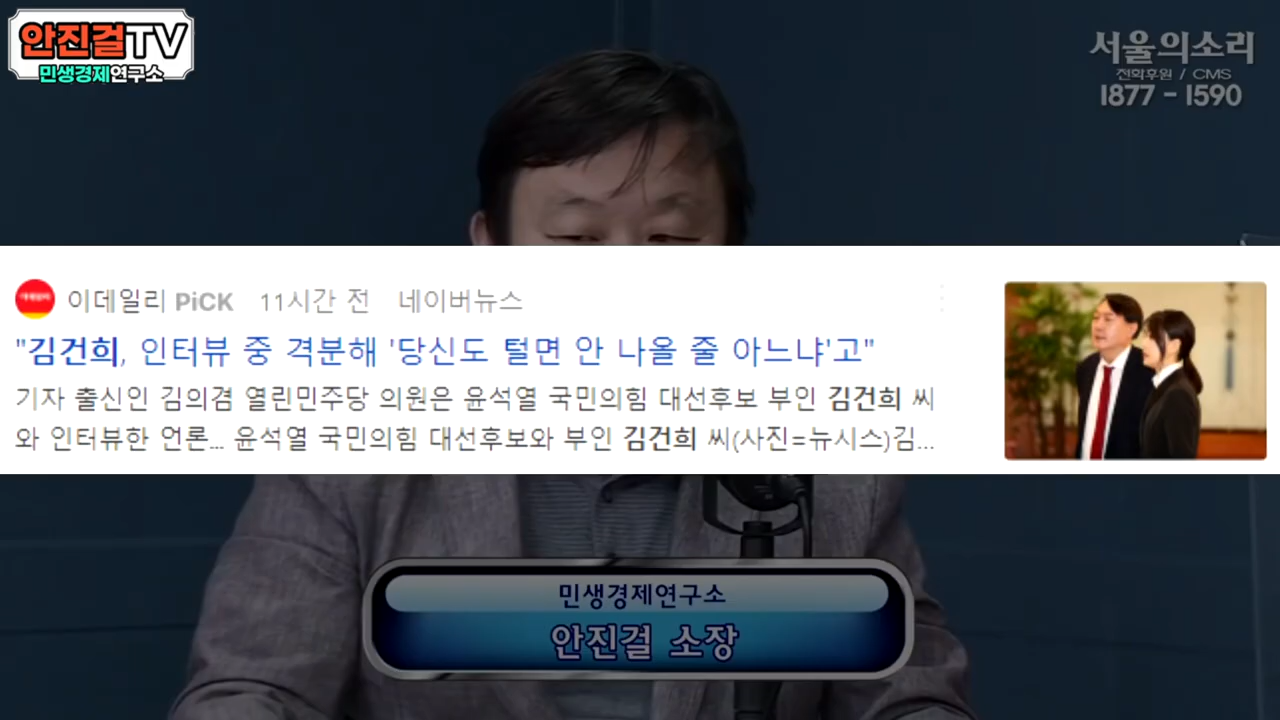 안진걸TV
민생경제연구소
서울의소리
전화후원 / CMS
1877 - 1590
이데일리 PiCK 11시간 전 네이버뉴스
"김건희, 인터뷰 중 격분해 '당신도 털면 안 나올 줄 아느냐'고"
기자 출신인 김의겸 열린민주당 의원은 윤석열 국민의힘 대선후보 부인 김건희 씨
와 인터뷰한 언론... 윤석열 국민의힘 대선후보와 부인 김건희 씨(사진=뉴시스)김...
민생경제연구소
안진걸 소장